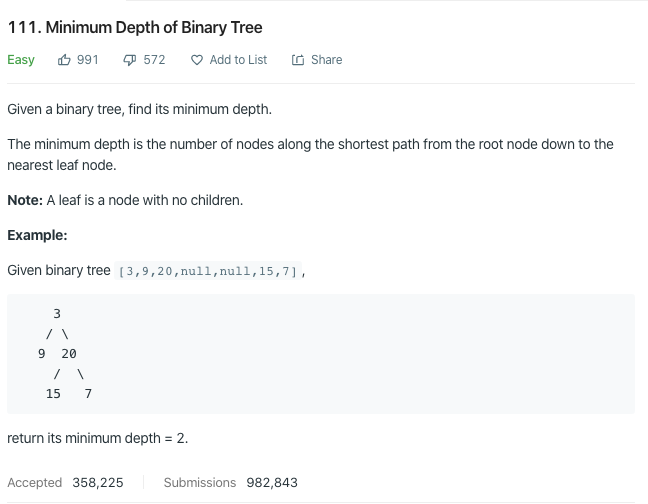 111. Minimum Depth of Binary Tree
Easy 991 572 Add to List Share
Given a binary tree, find its minimum depth.
The minimum depth is the number of nodes along the shortest path from the root node down to the
nearest leaf node.
Note: A leaf is a node with no children.
Example:
Given binary tree [3,9,20,null,null,15,7],
3
/ \
9 20
/ \
15 7
return its minimum depth = 2.
Accepted 358,225 Submissions 982,843